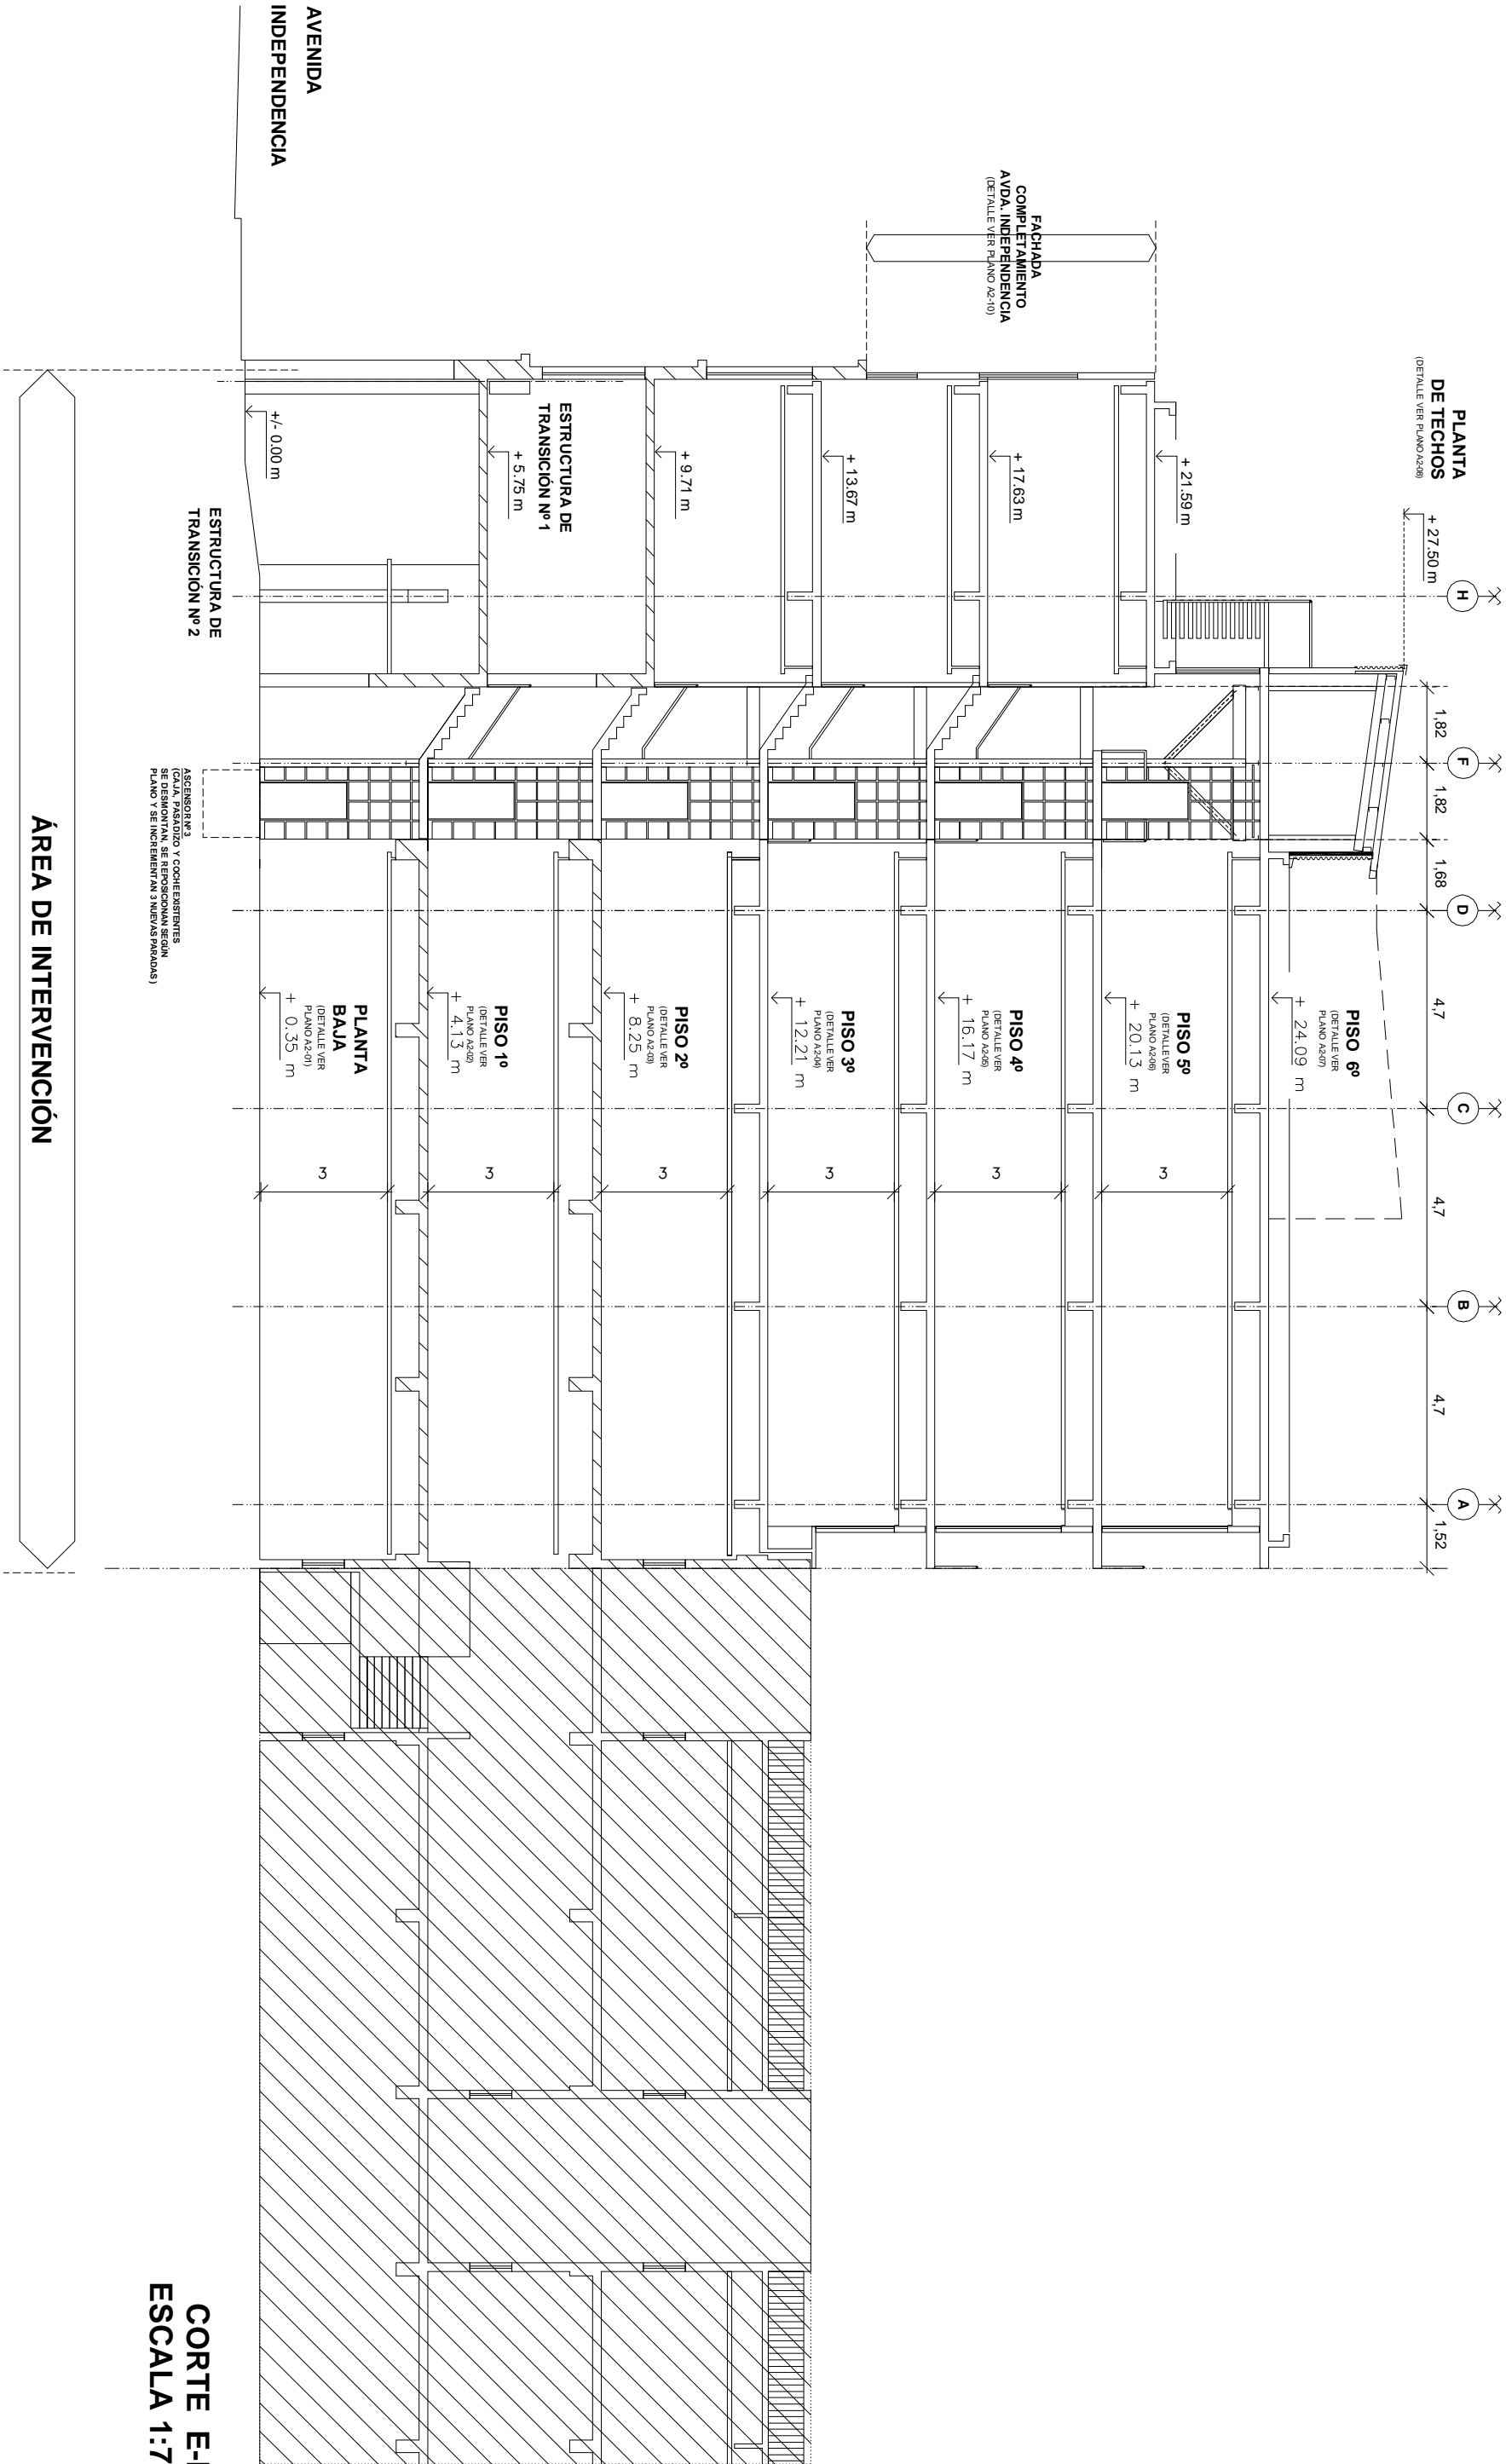 PLANTA
DE TECHOS
(DETALLE VER PLANO A2-08)
+ 27.50 m
H
F
D
C
B
A
1,82
1,82
1,68
4,7
4,7
4,7
1,52
FACHADA
COMPLETAMIENTO
AVDA. INDEPENDENCIA
(DETALLE VER PLANO A2-10)
+ 21.59 m
+ 17.63 m
+ 13.67 m
+ 9.71 m
ESTRUCTURA DE
TRANSICIÓN Nº 1
+ 5.75 m
+/- 0.00 m
PISO 6º
(DETALLE VER
PLANO A2-07)
+ 24.09 m
PISO 5º
(DETALLE VER
PLANO A2-06)
+ 20.13 m
3
PISO 4º
(DETALLE VER
PLANO A2-05)
+ 16.17 m
3
PISO 3º
(DETALLE VER
PLANO A2-04)
+ 12.21 m
3
PISO 2º
(DETALLE VER
PLANO A2-03)
+ 8.25 m
3
PISO 1º
(DETALLE VER
PLANO A2-02)
+ 4.13 m
3
PLANTA
BAJA
(DETALLE VER
PLANO A2-01)
+ 0.35 m
3
AVENIDA
INDEPENDENCIA
ESTRUCTURA DE
TRANSICIÓN Nº 2
ASCENSOR Nº 3
(CAJA, PASADIZO Y COCHE EXISTENTES
SE DESMONTAN, SE REPOSICIONAN SEGÚN
PLANO Y SE INCREMENTAN 3 NUEVAS PARADAS)
ÁREA DE INTERVENCIÓN
CORTE E-
ESCALA 1:7